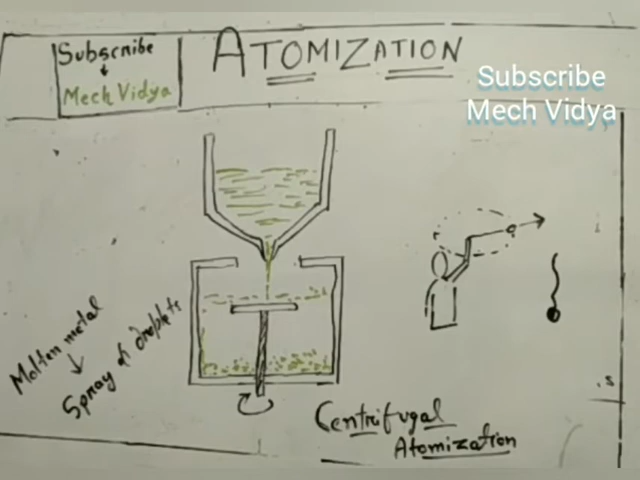 Subscribe
Mech Vidya
ATOMIZATION
Subscribe
Mech Vidya
Molten metal
Spray of droplets
Centrifugal
Atomization